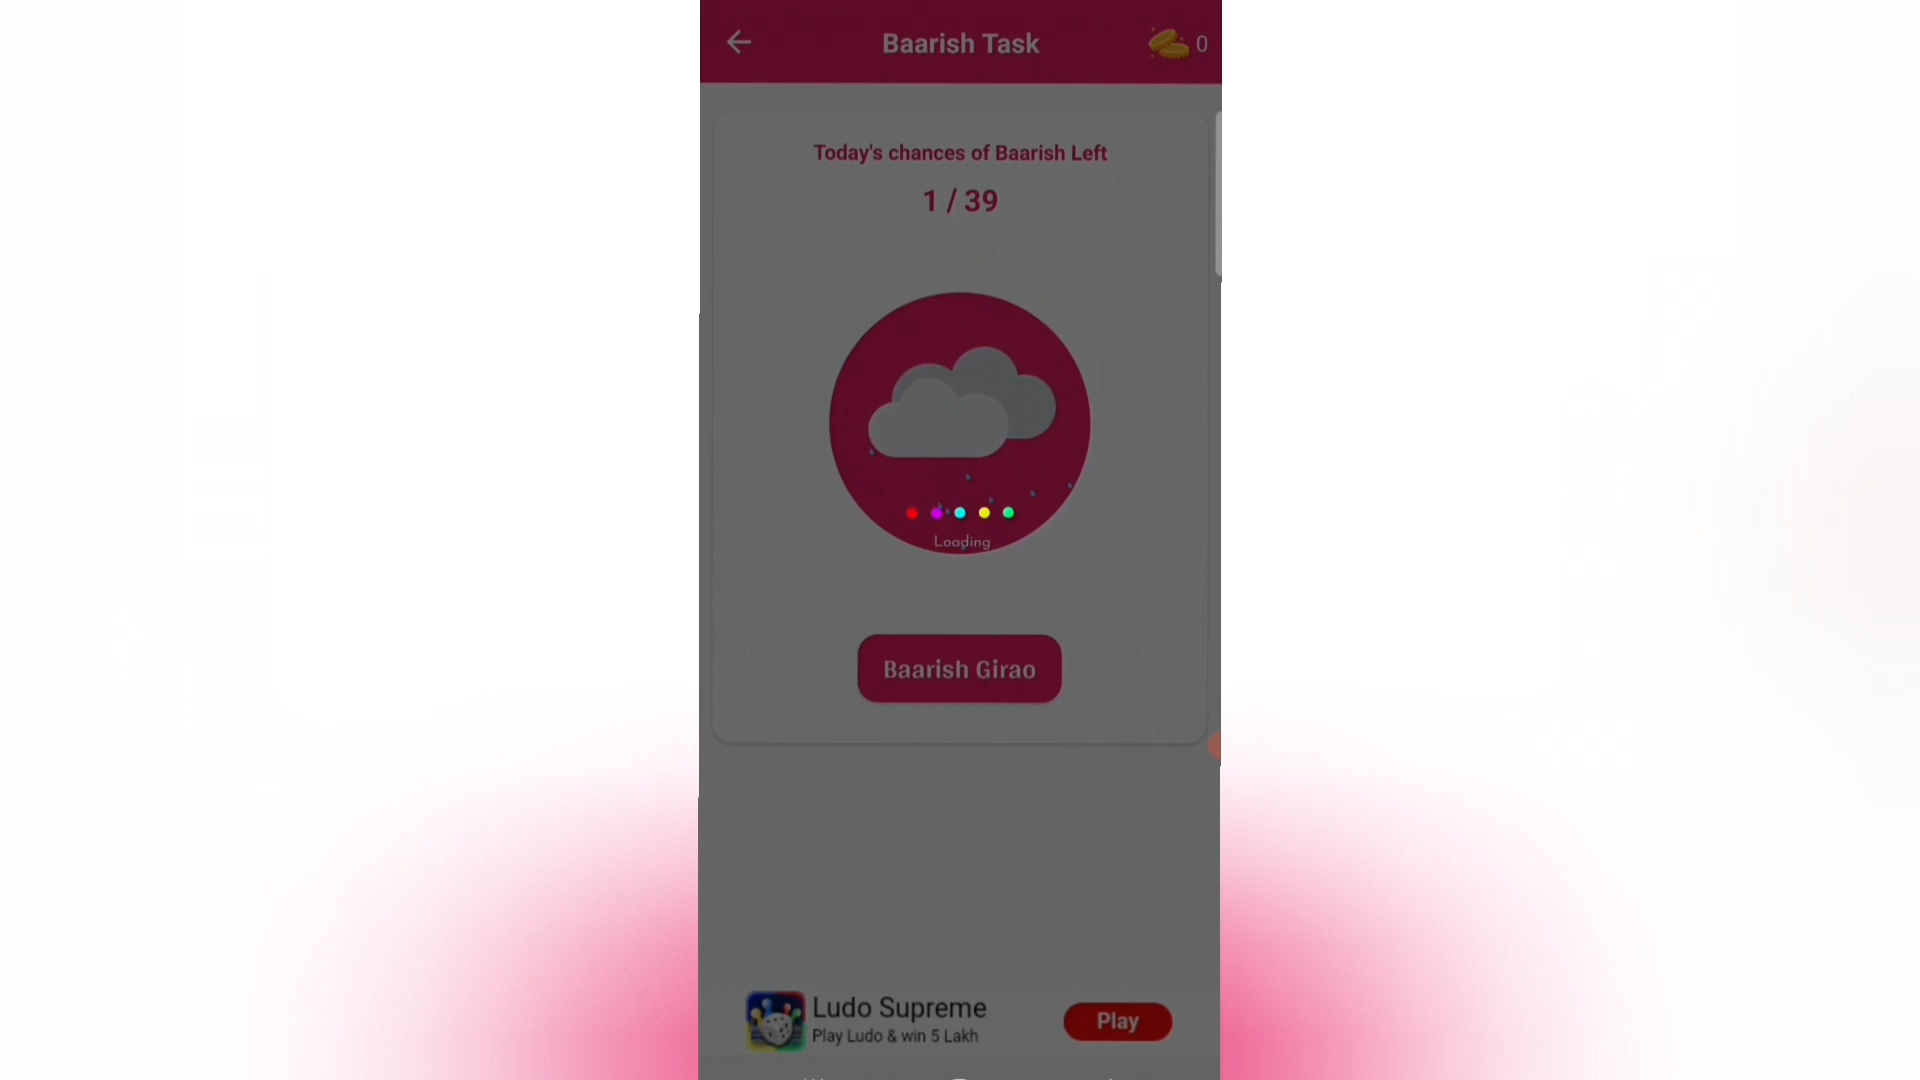 Baarish Task
0
Today's chances of Baarish Left
1 / 39
Loading
Baarish Girao
Ludo Supreme
Play Ludo & win 5 Lakh
Play